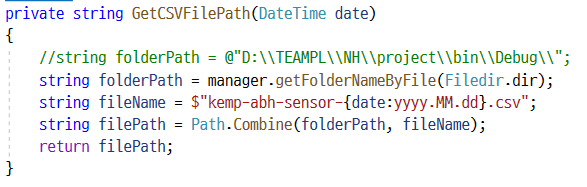 private string GetCSVFilePath(DateTime date)
{
//string folderPath = @"D:\\TEAMPL\\NH\\project\\bin\\Debug\\";
string folderPath = manager.getFolderNameByFile(Filedir.dir);
string fileName = $"kemp-abh-sensor-{date:yyyy.MM.dd}.csv";
string filePath = Path.Combine(folderPath, fileName);
return filePath;
}